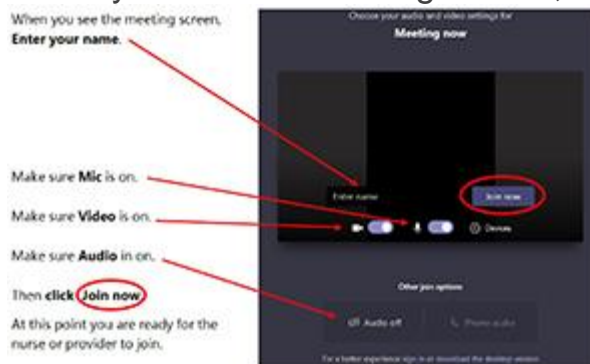 When you see the meeting screen,
Enter your name.
Make sure Mic is on.
Make sure Video is on.
Make sure Audio in on.
Then click Join now
At this point you are ready for the
nurse or provider to join.
Choose your audio and video settings for
Meeting now
Enter name
Join now
Devices
Other join options
Audio off
Phone audio
For a better experience sign in or download the desktop version